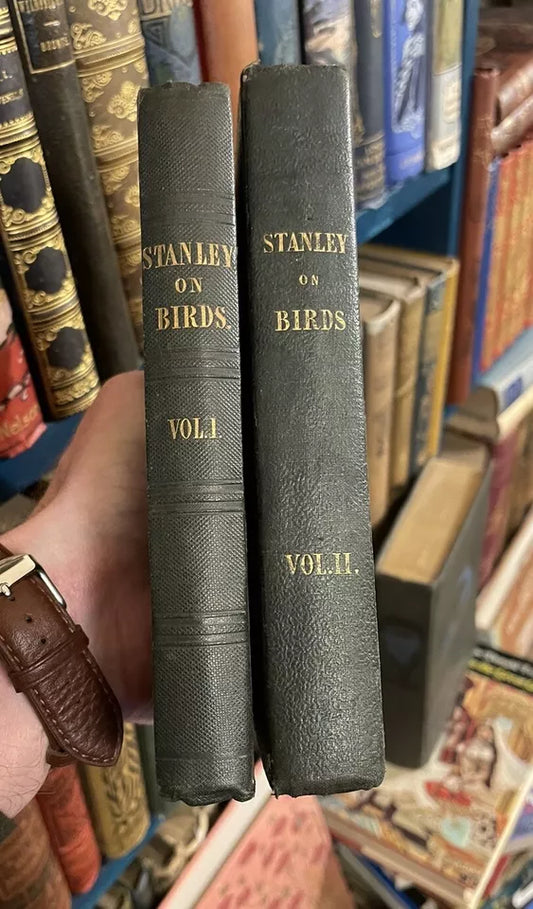 STANLEY
ON
BIRDS.
VOL.I.
STANLEY
ON
BIRDS
VOL.II.